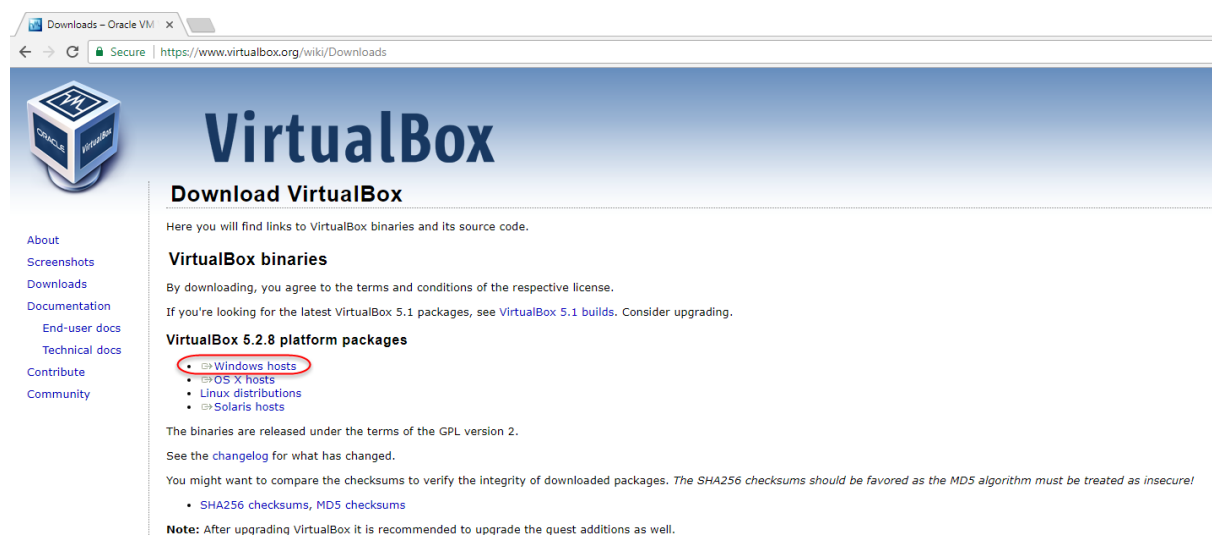 Downloads – Oracle VM
Secure | https://www.virtualbox.org/wiki/Downloads
ORACLE
VirtualBox
VirtualBox
Download VirtualBox
Here you will find links to VirtualBox binaries and its source code.
About
Screenshots
Downloads
Documentation
End-user docs
Technical docs
Contribute
Community
VirtualBox binaries
By downloading, you agree to the terms and conditions of the respective license.
If you're looking for the latest VirtualBox 5.1 packages, see VirtualBox 5.1 builds. Consider upgrading.
VirtualBox 5.2.8 platform packages
• Windows hosts
• OS X hosts
• Linux distributions
• Solaris hosts
The binaries are released under the terms of the GPL version 2.
See the changelog for what has changed.
You might want to compare the checksums to verify the integrity of downloaded packages. The SHA256 checksums should be favored as the MD5 algorithm must be treated as insecure!
• SHA256 checksums, MD5 checksums
Note: After upgrading VirtualBox it is recommended to upgrade the guest additions as well.